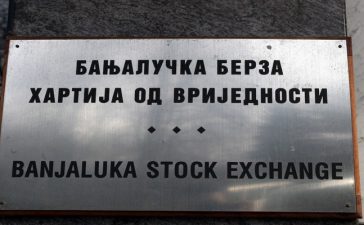 БАЊАЛУЧКА БЕРЗА
ХАРТИЈА ОД ВРИЈЕДНОСТИ
BANJALUKA STOCK EXCHANGE